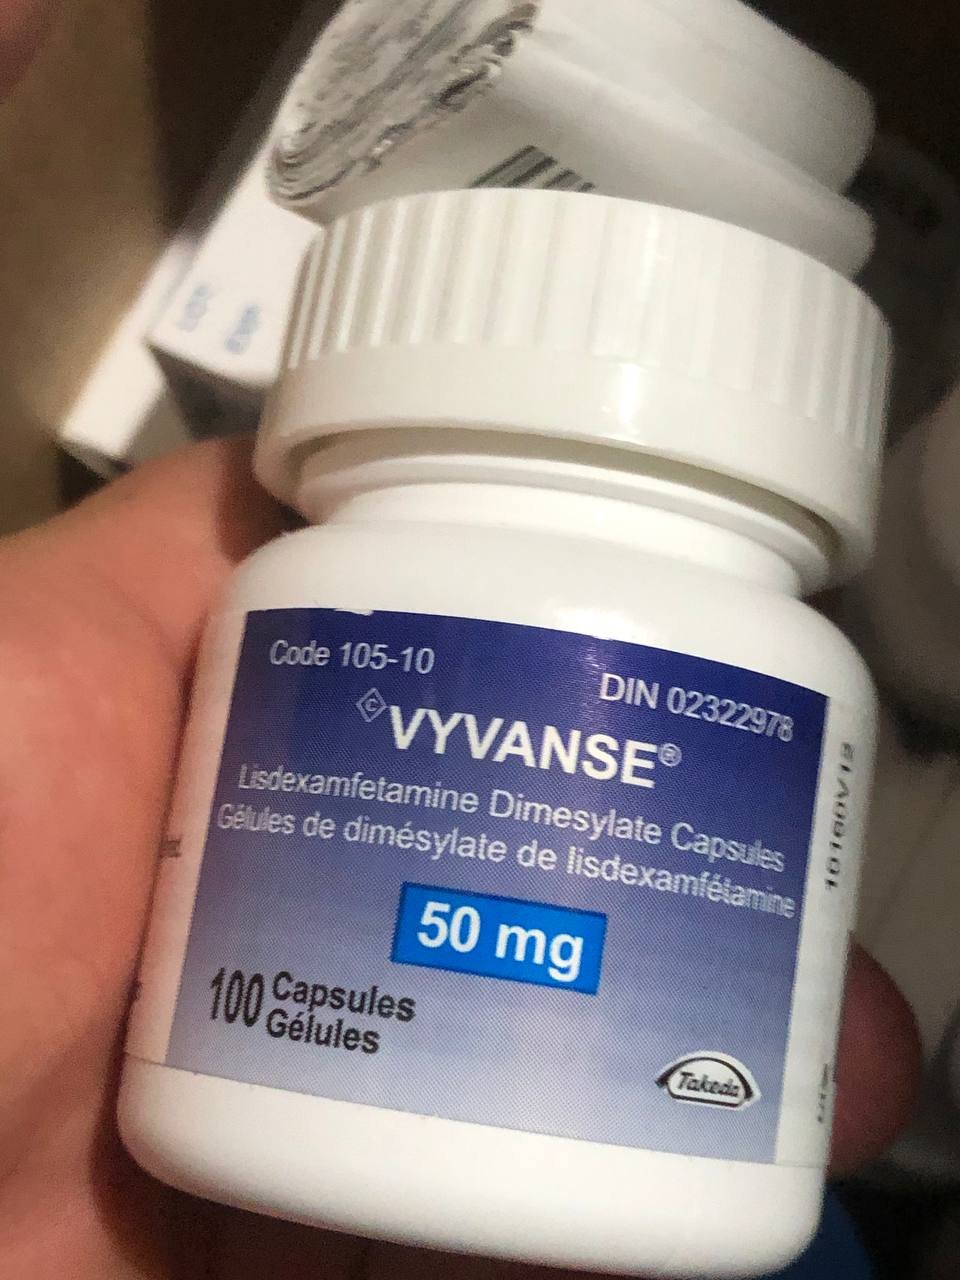 Code 105-10
DIN 02322978
© VYVANSE®
Lisdexamfetamine Dimesylate Capsules
Gélules de dimésylate de lisdexamfétamine
50 mg
100 Capsules
Gélules
Takeda